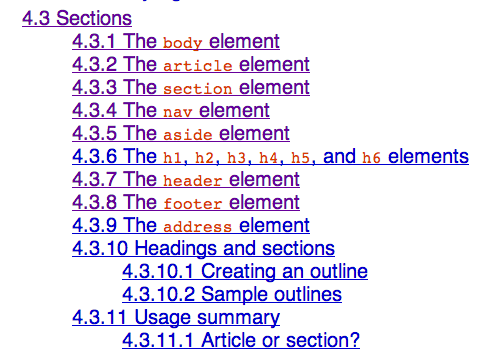 4.3 Sections
4.3.1 The body element
4.3.2 The article element
4.3.3 The section element
4.3.4 The nav element
4.3.5 The aside element
4.3.6 The h1, h2, h3, h4, h5, and h6 elements
4.3.7 The header element
4.3.8 The footer element
4.3.9 The address element
4.3.10 Headings and sections
4.3.10.1 Creating an outline
4.3.10.2 Sample outlines
4.3.11 Usage summary
4.3.11.1 Article or section?